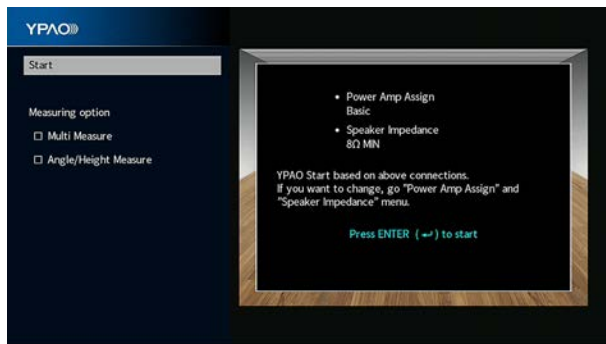 YPAO
Start
Measuring option
Multi Measure
Angle/Height Measure
• Power Amp Assign
Basic
• Speaker Impedance
8Ω MIN
YPAO Start based on above connections.
If you want to change, go "Power Amp Assign" and
"Speaker Impedance" menu.
Press ENTER ( ↵ ) to start